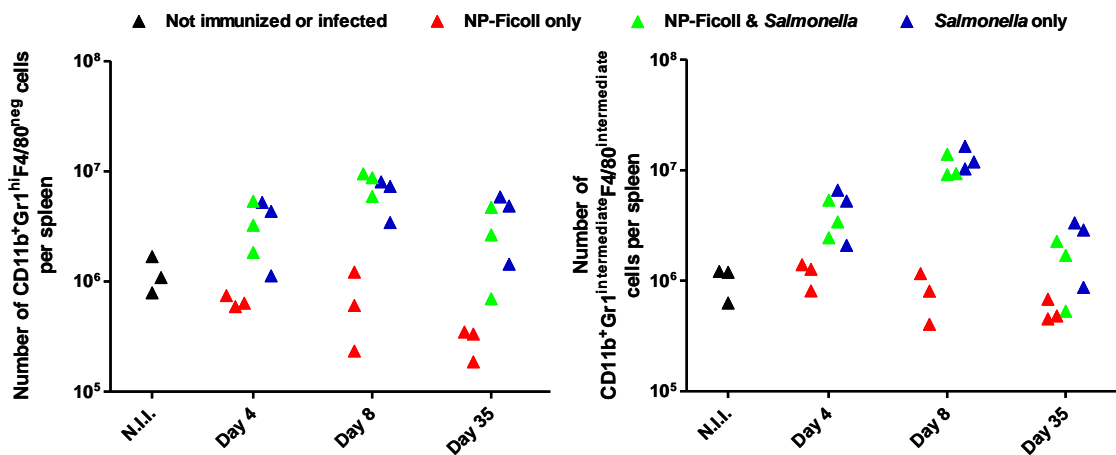 Not immunized or infected NP-Ficoll only NP-Ficoll & Salmonella Salmonella only
Number of CD11b⁺Gr1ʰⁱF4/80ⁿᵉᵍ cells
per spleen
10⁸
10⁷
10⁶
10⁵
N.I.I. Day 4 Day 8 Day 35
Number of
CD11b⁺Gr1ⁱⁿᵗᵉʳᵐᵉᵈⁱᵃᵗᵉF4/80ⁱⁿᵗᵉʳᵐᵉᵈⁱᵃᵗᵉ
cells per spleen
10⁸
10⁷
10⁶
10⁵
N.I.I. Day 4 Day 8 Day 35